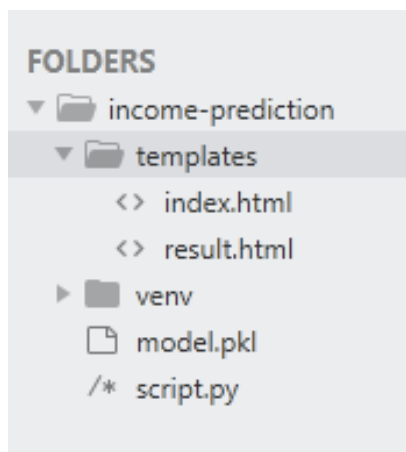 FOLDERS
income-prediction
templates
<> index.html
<> result.html
venv
model.pkl
/* script.py